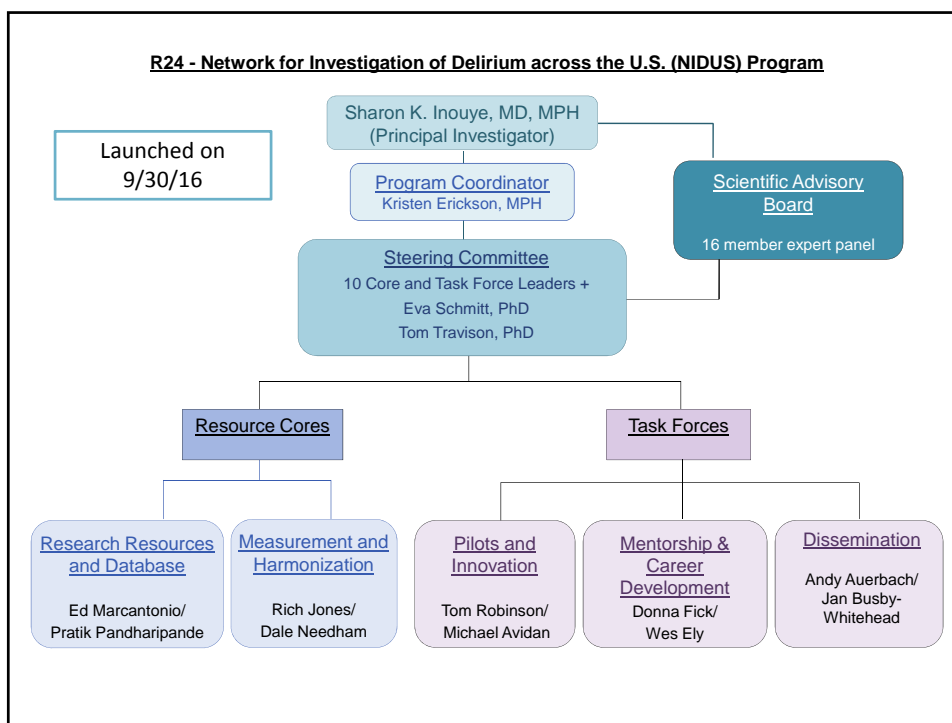 R24 - Network for Investigation of Delirium across the U.S. (NIDUS) Program
Launched on
9/30/16
Sharon K. Inouye, MD, MPH
(Principal Investigator)
Program Coordinator
Kristen Erickson, MPH
Scientific Advisory
Board
16 member expert panel
Steering Committee
10 Core and Task Force Leaders +
Eva Schmitt, PhD
Tom Travison, PhD
Resource Cores
Task Forces
Research Resources
and Database
Ed Marcantonio/
Pratik Pandharipande
Measurement and
Harmonization
Rich Jones/
Dale Needham
Pilots and
Innovation
Tom Robinson/
Michael Avidan
Mentorship &
Career
Development
Donna Fick/
Wes Ely
Dissemination
Andy Auerbach/
Jan Busby-
Whitehead